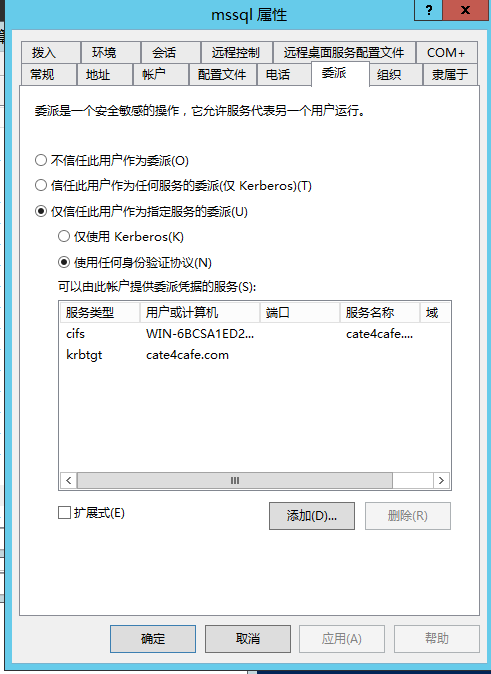 mssql 属性
? x
拨入 环境 会话 远程控制 远程桌面服务配置文件 COM+
常规 地址 帐户 配置文件 电话 委派 组织 隶属于
委派是一个安全敏感的操作，它允许服务代表另一个用户运行。
不信任此用户作为委派(O)
信任此用户作为任何服务的委派(仅 Kerberos)(T)
仅信任此用户作为指定服务的委派(U)
仅使用 Kerberos(K)
使用任何身份验证协议(N)
可以由此帐户提供委派凭据的服务(S):
服务类型 用户或计算机 端口 服务名称 域
cifs WIN-6BCSA1ED2... cate4cafe....
krbtgt cate4cafe.com
扩展式(E) 添加(D)... 删除(R)
确定 取消 应用(A) 帮助